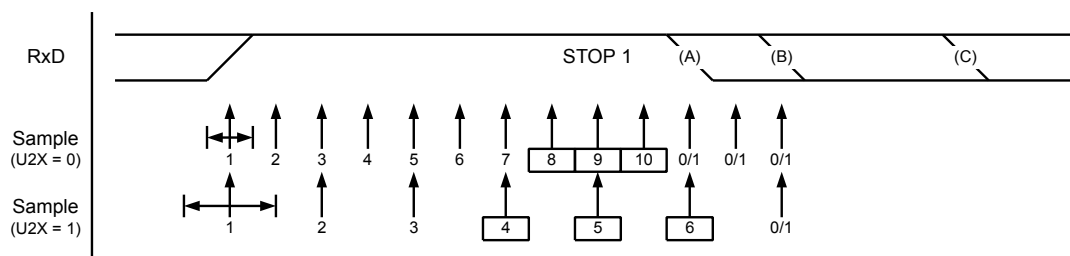 RxD STOP 1 (A) (B) (C)
Sample
(U2X = 0)
1 2 3 4 5 6 7 8 9 10 0/1 0/1 0/1
Sample
(U2X = 1)
1 2 3 4 5 6 0/1